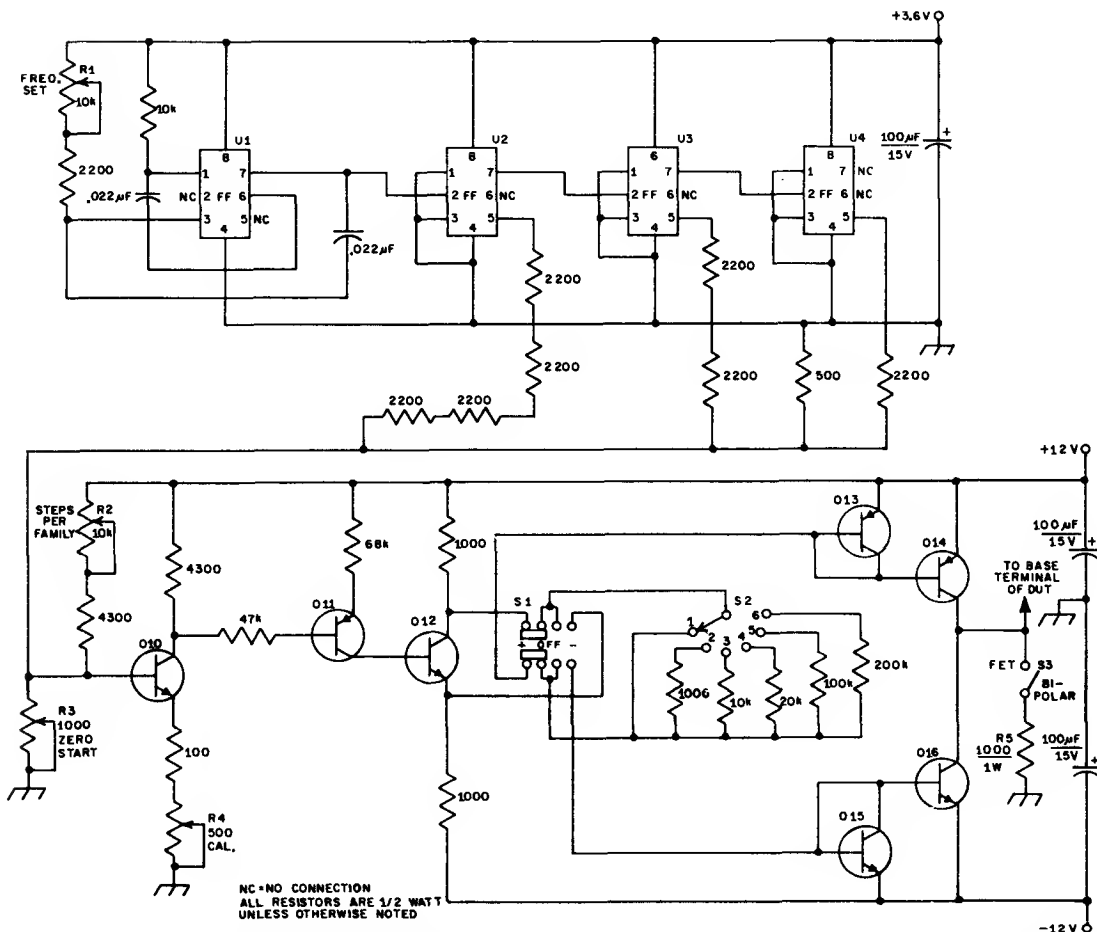 +3.6V
FREQ. SET
R1
10k
10k
2200
.022µF
U1
8
1
7
NC
2
FF
6
3
5
NC
4
.022µF
U2
8
1
7
2
FF
6
NC
3
5
4
2200
2200
2200
2200
U3
6
1
7
2
FF
6
NC
3
5
4
2200
2200
U4
8
1
7
NC
2
FF
6
NC
3
5
4
500
2200
100µF
15V
+
+12V
STEPS
PER
FAMILY
R2
10k
4300
4300
R3
1000
ZERO
START
Q10
100
R4
500
CAL.
47k
Q11
68k
Q12
1000
1000
S1
+
OFF
-
S2
1
2
3
4
5
6
100G
10k
20k
100k
200k
Q13
Q14
Q15
Q16
TO BASE
TERMINAL
OF DUT
FET
S3
BI-
POLAR
R5
1000
1W
100µF
15V
+
100µF
15V
+
-12V
NC=NO CONNECTION
ALL RESISTORS ARE 1/2 WATT
UNLESS OTHERWISE NOTED